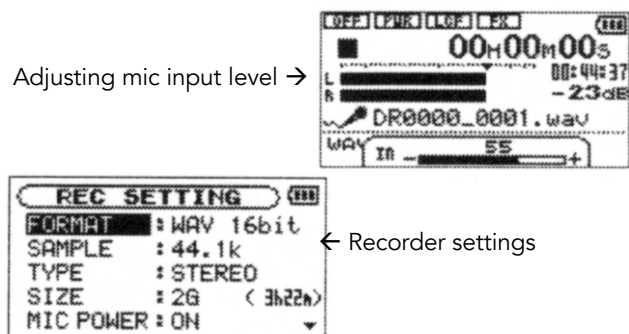 OFF PWR LCF FX
00H00M00S
Adjusting mic input level →
L
00:44:37
R
-23dB
DR0000_0001.wav
WAV
IN - 55 +
REC SETTING
FORMAT : WAV 16bit
SAMPLE : 44.1k
← Recorder settings
TYPE : STEREO
SIZE : 2G ( 3h22m)
MIC POWER : ON